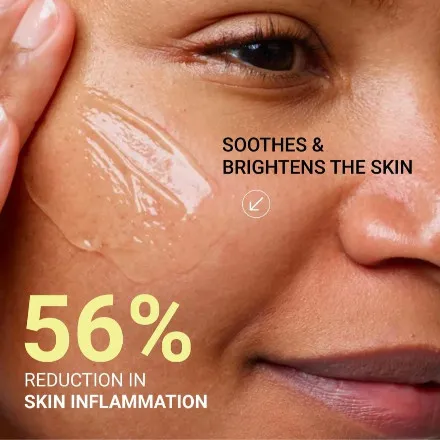 SOOTHES &
BRIGHTENS THE SKIN
56%
REDUCTION IN
SKIN INFLAMMATION